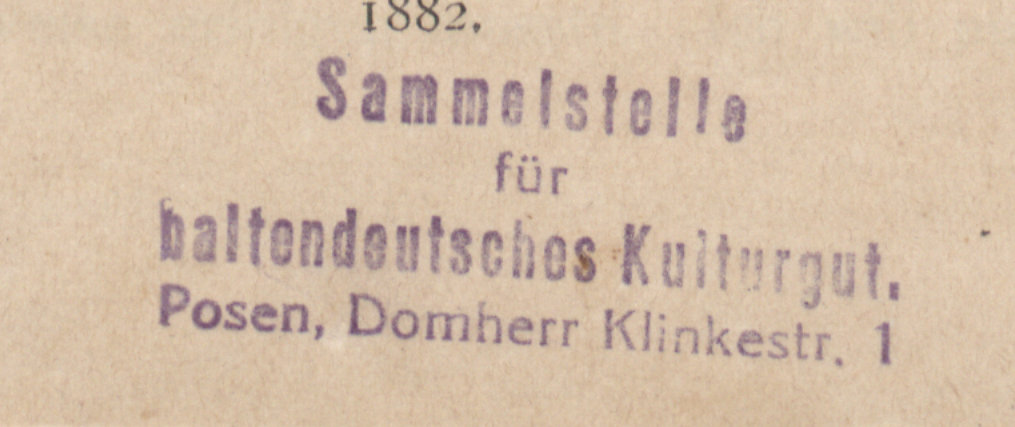 1882.
Sammelstelle
für
baltendeutsches Kulturgut.
Posen, Domherr Klinkestr. 1